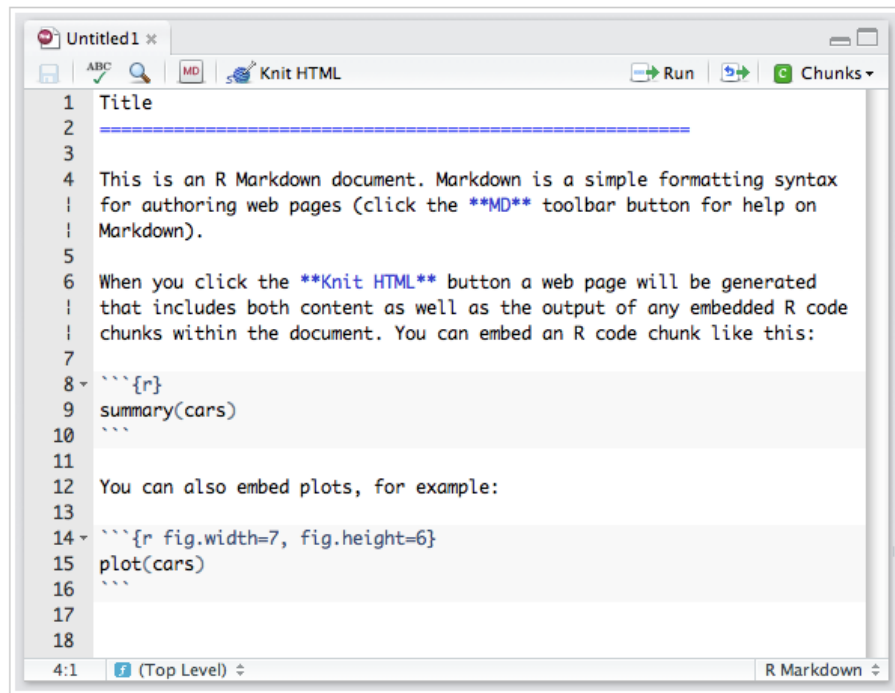 Untitled1
ABC MD Knit HTML Run C Chunks
1 Title
2 ========================================================
3
4 This is an R Markdown document. Markdown is a simple formatting syntax
for authoring web pages (click the **MD** toolbar button for help on
Markdown).
5
6 When you click the **Knit HTML** button a web page will be generated
that includes both content as well as the output of any embedded R code
chunks within the document. You can embed an R code chunk like this:
7
8 ```{r}
9 summary(cars)
10 ```
11
12 You can also embed plots, for example:
13
14 ```{r fig.width=7, fig.height=6}
15 plot(cars)
16 ```
17
18
4:1 f (Top Level) R Markdown